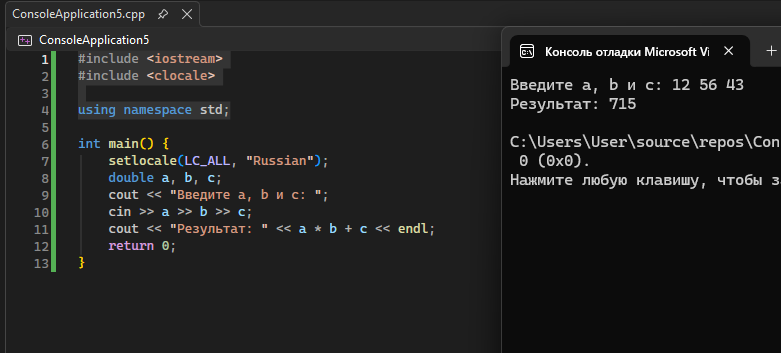 ConsoleApplication5.cpp
ConsoleApplication5
1 #include <iostream>
2 #include <clocale>
3
4 using namespace std;
5
6 int main() {
7 setlocale(LC_ALL, "Russian");
8 double a, b, c;
9 cout << "Введите a, b и c: ";
10 cin >> a >> b >> c;
11 cout << "Результат: " << a * b + c << endl;
12 return 0;
13 }
Консоль отладки Microsoft Vi
Введите a, b и c: 12 56 43
Результат: 715
C:\Users\User\source\repos\Con
0 (0x0).
Нажмите любую клавишу, чтобы з